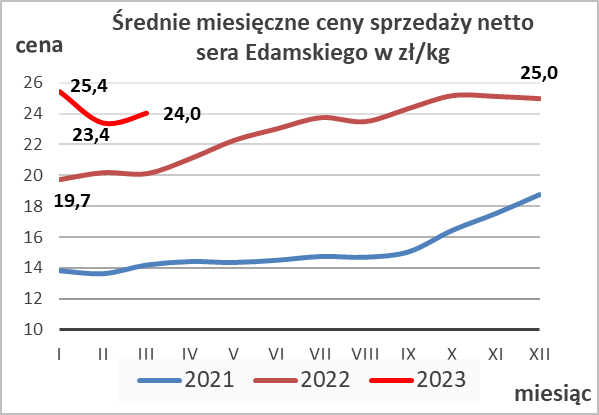 Średnie miesięczne ceny sprzedaży netto
sera Edamskiego w zł/kg
cena
26
24
22
20
18
16
14
12
10
25,4
23,4
24,0
25,0
19,7
I II III IV V VI VII VIII IX X XI XII
2021 2022 2023
miesiąc